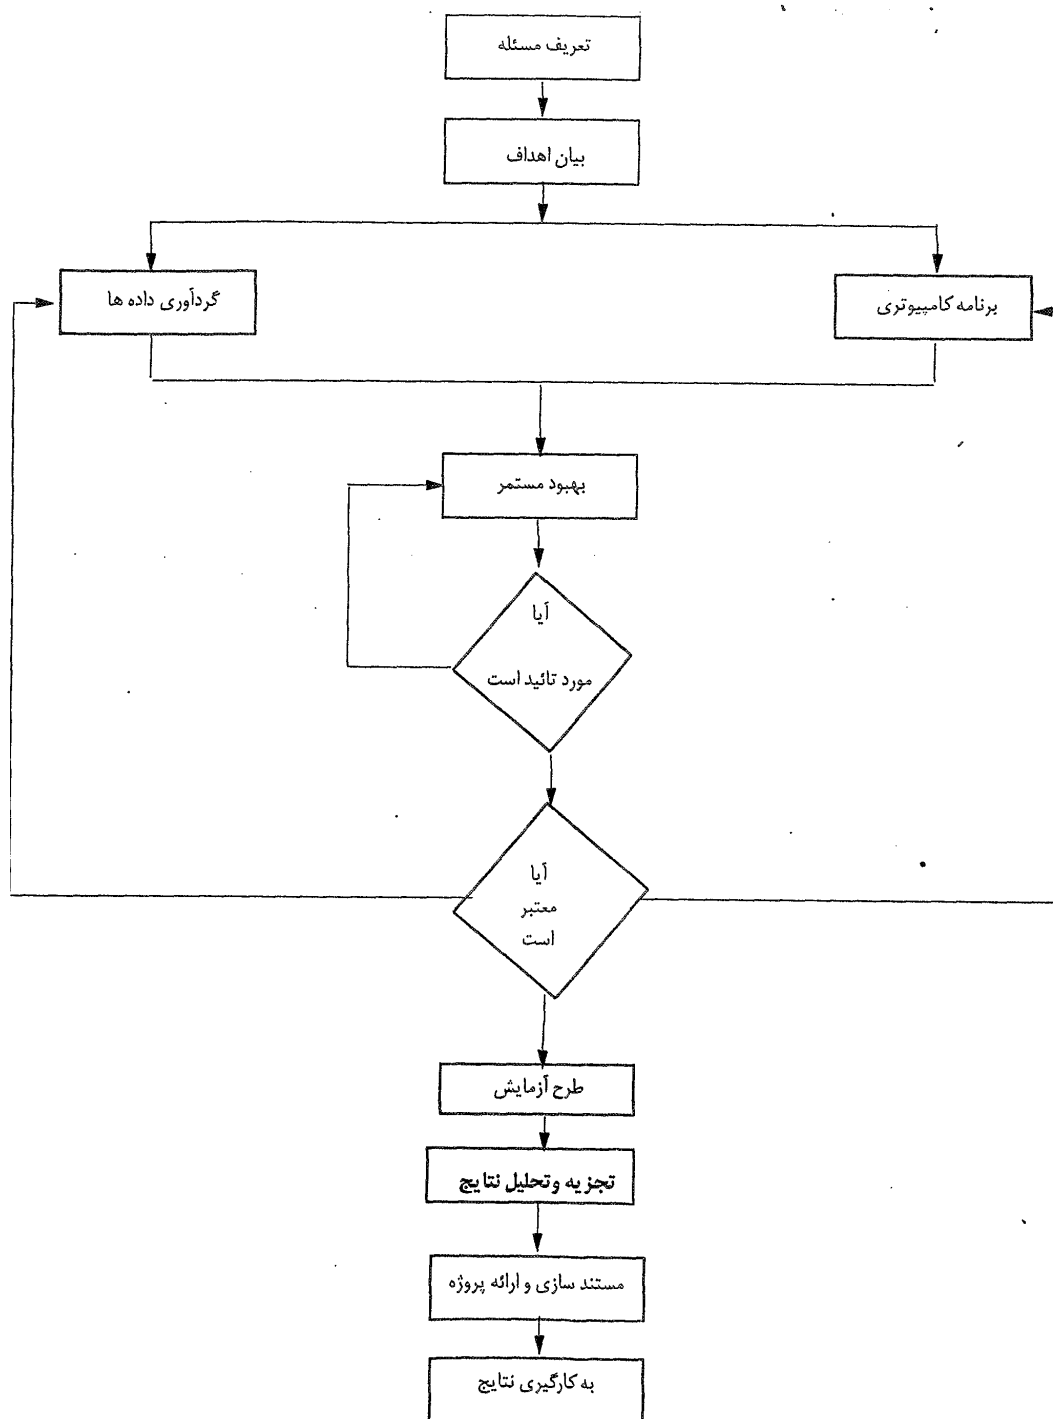 تعریف مسئله
بیان اهداف
برنامه کامپیوتری
گردآوری داده ها
بهبود مستمر
آیا
مورد تائید است
آیا
معتبر
است
طرح آزمایش
تجزیه وتحلیل نتایج
مستند سازی و ارائه پروژه
به کارگیری نتایج